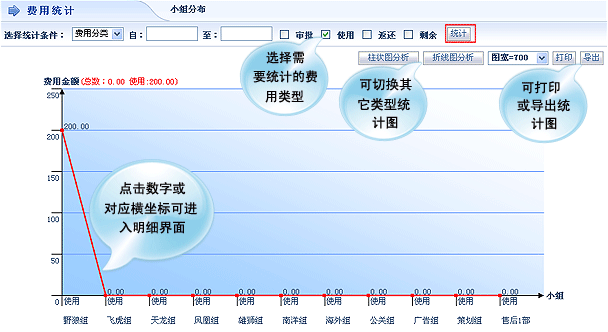 费用统计
小组分布
选择统计条件： 费用分类 自： 至： 审批 使用 返还 剩余 统计
柱状图分析 折线图分析 图宽=700 打印 导出
选择需
要统计的费
用类型
可切换其
它类型统
计图
可打印
或导出统
计图
费用金额(总数：0.00 使用:200.00)
250
200
150
100
50
0
200.00
点击数字或
对应横坐标可进
入明细界面
0.00 0.00 0.00 0.00 0.00 0.00 0.00 0.00 0.00 0.00
小组
使用 使用 使用 使用 使用 使用 使用 使用 使用 使用 使用
野狼组 飞虎组 天龙组 凤凰组 雄狮组 南洋组 海外组 公关组 广告组 策划组 售后1部